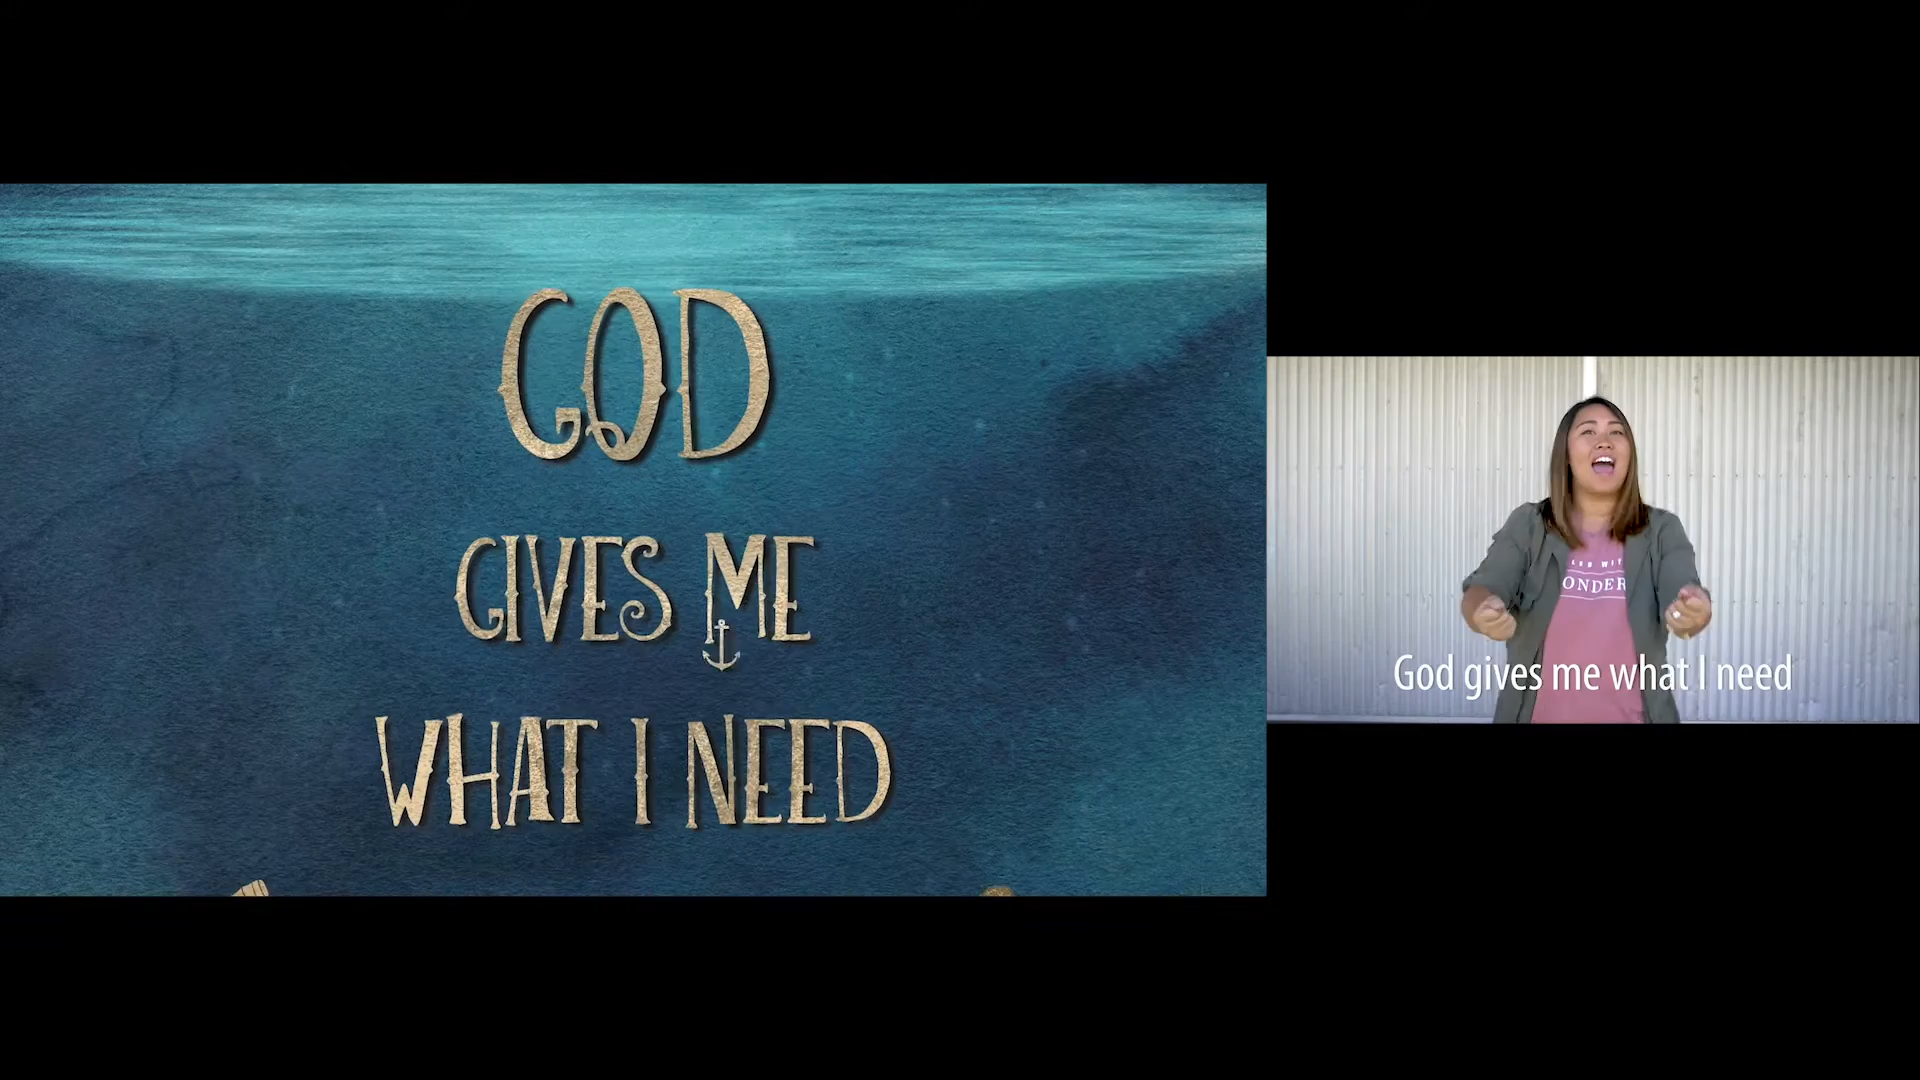 GOD
GIVES ME
WHAT I NEED
ONDER
God gives me what I need